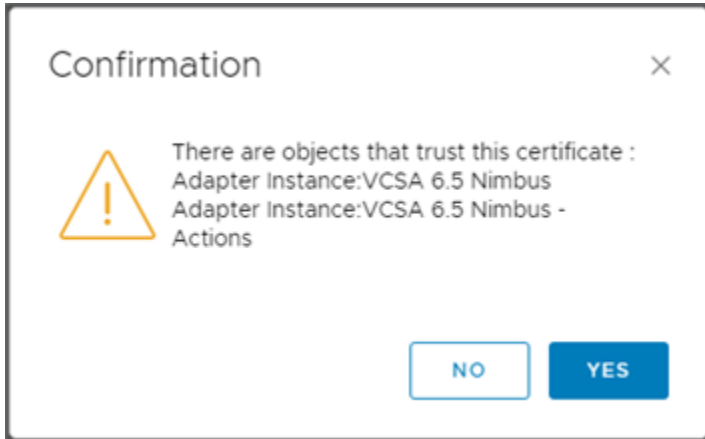 Confirmation
There are objects that trust this certificate :
Adapter Instance:VCSA 6.5 Nimbus
Adapter Instance:VCSA 6.5 Nimbus -
Actions
NO
YES